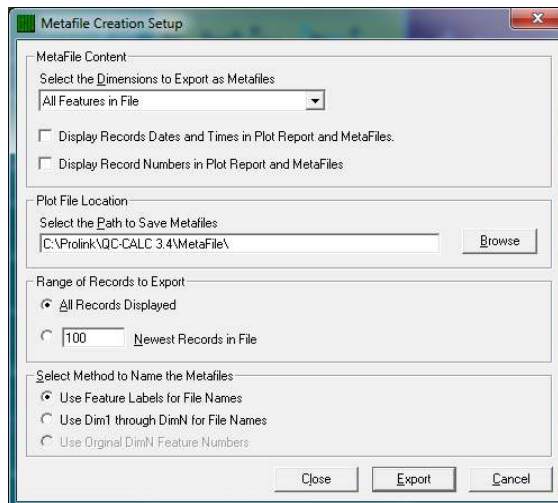 Metafile Creation Setup
MetaFile Content
Select the Dimensions to Export as Metafiles
All Features in File
Display Records Dates and Times in Plot Report and MetaFiles.
Display Record Numbers in Plot Report and MetaFiles
Plot File Location
Select the Path to Save Metafiles
C:\Prolink\QC-CALC 3.4\MetaFile\
Browse
Range of Records to Export
All Records Displayed
100 Newest Records in File
Select Method to Name the Metafiles
Use Feature Labels for File Names
Use Dim1 through DimN for File Names
Use Orginal DimN Feature Numbers
Close Export Cancel